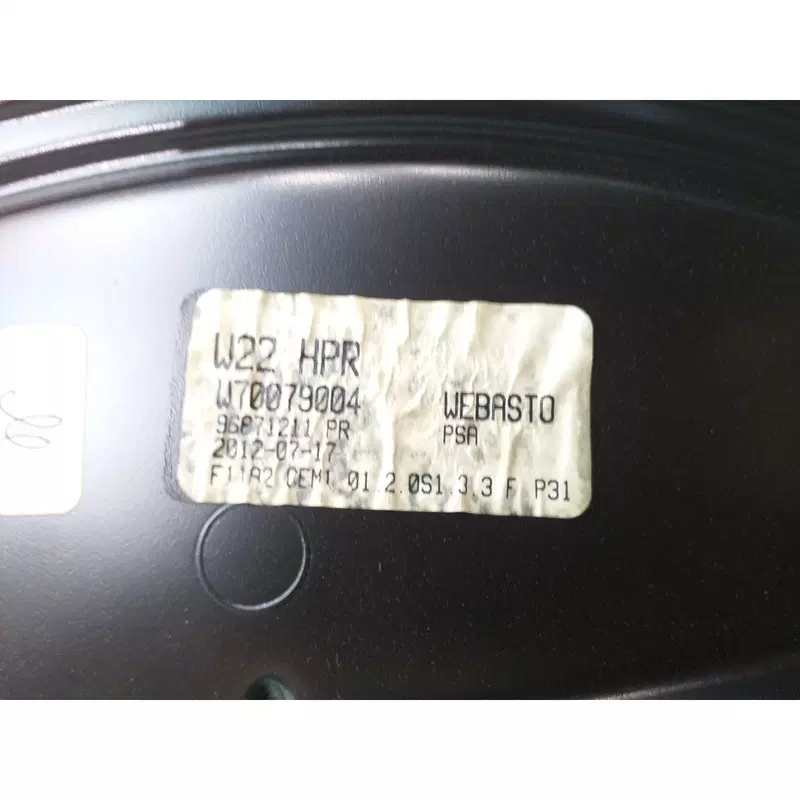 W22 HPR
W70079004 WEBASTO
96871211 PR PSA
2012-07-17
F11A2 CEM1 01.2.0S1.3.3 F P31